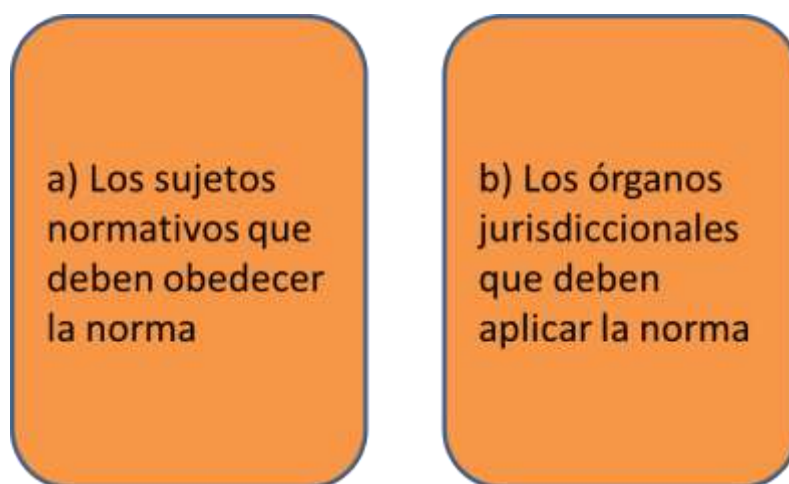 a) Los sujetos
normativos que
deben obedecer
la norma
b) Los órganos
jurisdiccionales
que deben
aplicar la norma